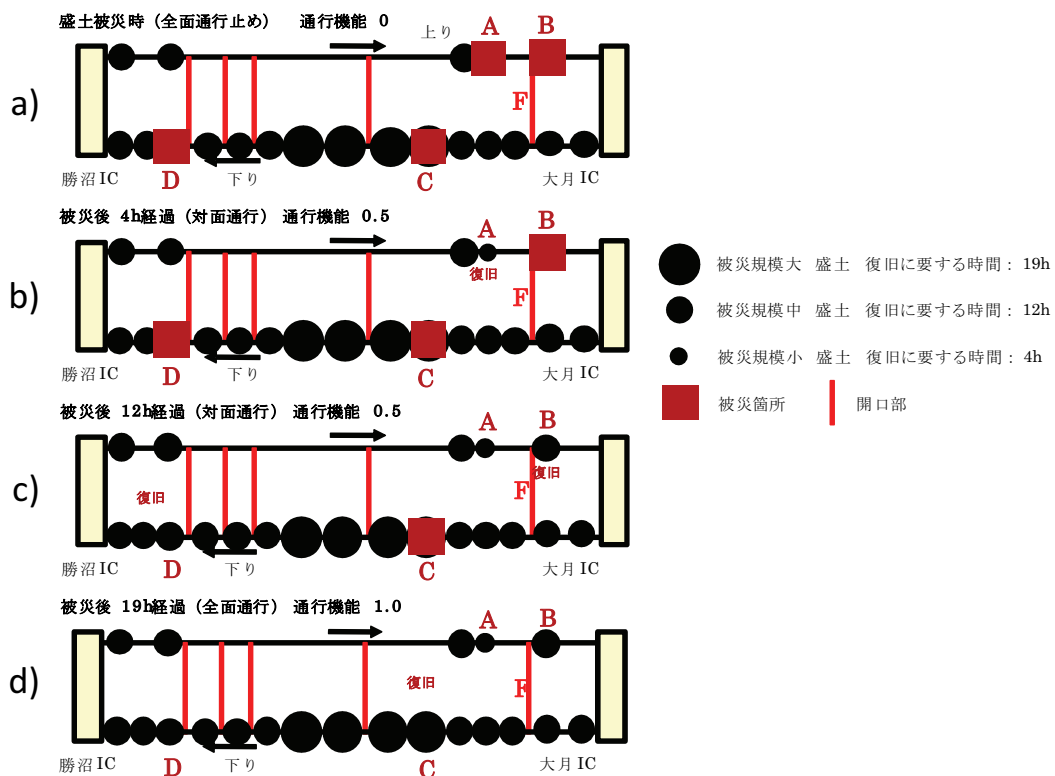 盛土被災時(全面通行止め) 通行機能 0
上り A B
a)
F
勝沼IC D 下り C 大月IC
被災後 4h経過(対面通行) 通行機能 0.5
A B
復旧
b)
F
勝沼IC D 下り C 大月IC
被災後 12h経過(対面通行) 通行機能 0.5
A B
復旧
c)
復旧 F
勝沼IC D 下り C 大月IC
被災後 19h経過(全面通行) 通行機能 1.0
A B
d)
復旧 F
勝沼IC D 下り C 大月IC
被災規模大 盛土 復旧に要する時間: 19h
被災規模中 盛土 復旧に要する時間: 12h
被災規模小 盛土 復旧に要する時間: 4h
被災箇所 開口部